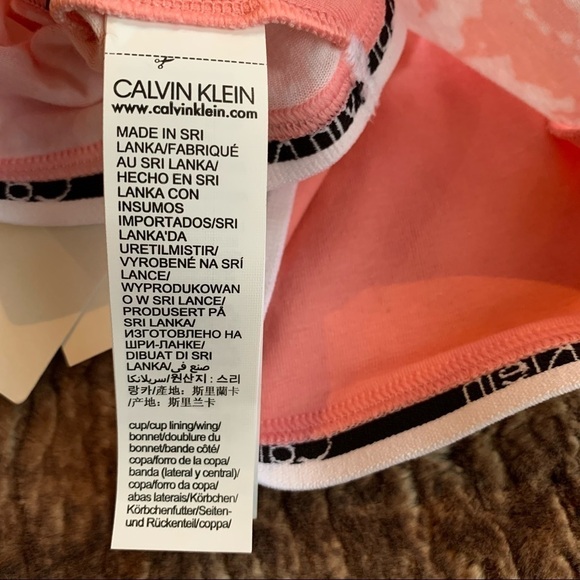 CALVIN KLEIN
www.calvinklein.com
MADE IN SRI
LANKA/FABRIQUÉ
AU SRI LANKA/
HECHO EN SRI
LANKA CON
INSUMOS
IMPORTADOS/SRI
LANKA'DA
URETILMISTIR/
VYROBENÉ NA SRÍ
LANCE/
WYPRODUKOWAN
O W SRI LANCE/
PRODUSERT PÅ
SRI LANKA/
ИЗГОТОВЛЕНО НА
ШРИ-ЛАНКЕ/
DIBUAT DI SRI
LANKA/صنع في
سريلانكا/원산지 : 스리
랑카/產地：斯里蘭卡
/产地：斯里兰卡
cup/cup lining/wing/
bonnet/doublure du
bonnet/bande côté/
copa/forro de la copa/
banda (lateral y central)/
copa/forro da copa/
abas laterais/Körbchen/
Körbchenfutter/Seiten-
und Rückenteil/coppa/